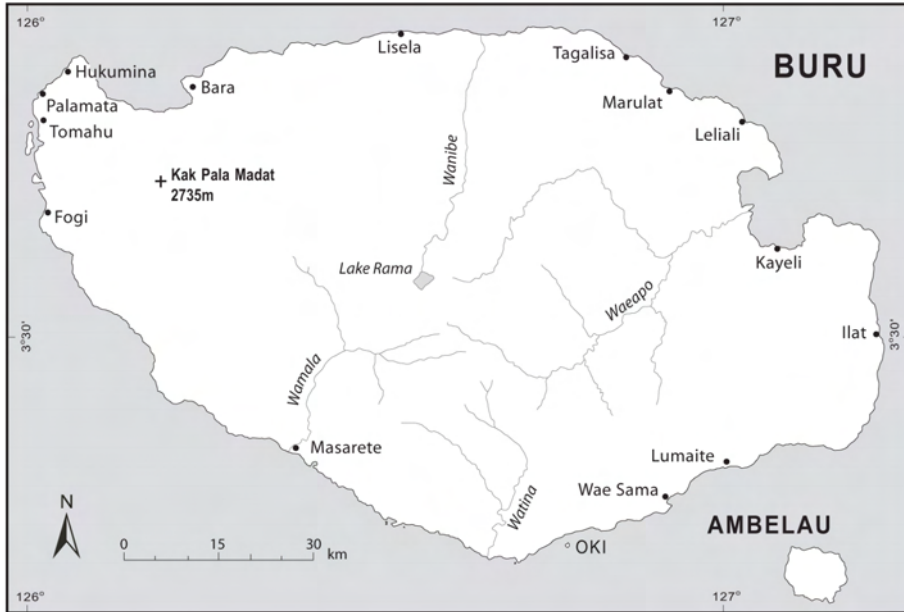 126°
127°
Lisela
Tagalisa
BURU
Hukumina
Bara
Palamata
Marulat
Tomahu
Leliali
Wanibe
Kak Pala Madat
2735m
Fogi
Kayeli
Lake Rama
Waeapo
3°30'
Ilat
3°30'
Wamala
Masarete
Lumaite
Wae Sama
Watina
N
AMBELAU
OKI
0 15 30
km
126°
127°